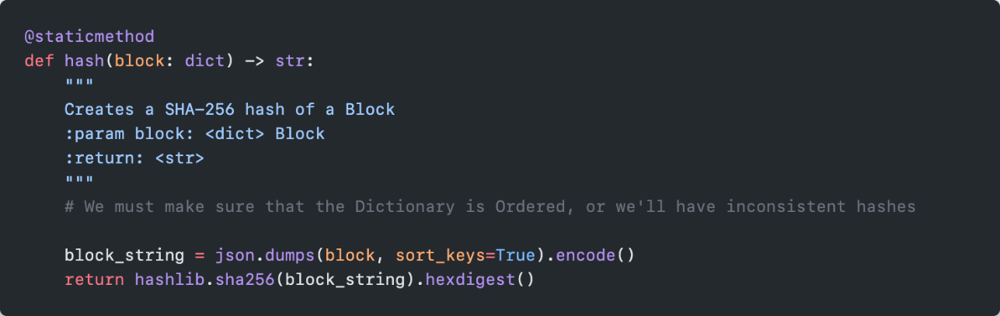 @staticmethod
def hash(block: dict) -> str:
    """
    Creates a SHA-256 hash of a Block
    :param block: <dict> Block
    :return: <str>
    """
    # We must make sure that the Dictionary is Ordered, or we'll have inconsistent hashes

    block_string = json.dumps(block, sort_keys=True).encode()
    return hashlib.sha256(block_string).hexdigest()